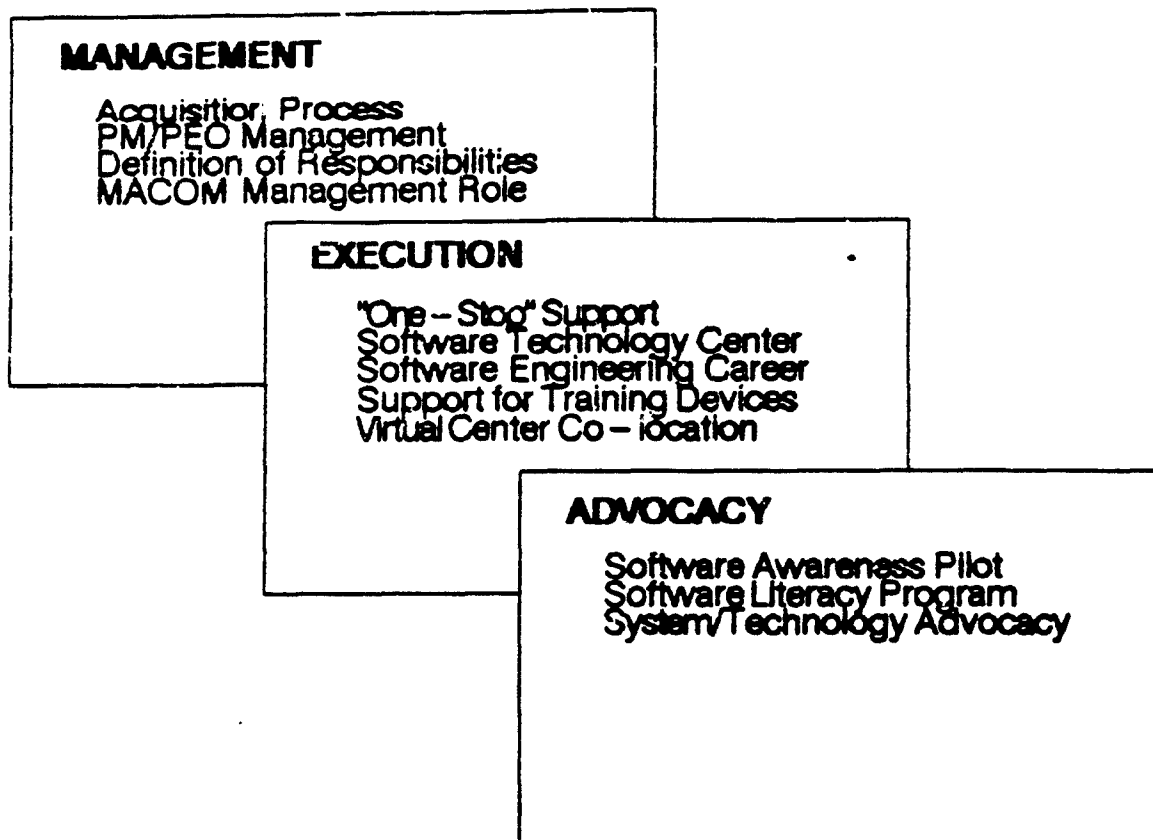 MANAGEMENT
Acquisition Process
PM/PEO Management
Definition of Responsibilities
MACOM Management Role
EXECUTION
"One - Stop" Support
Software Technology Center
Software Engineering Career
Support for Training Devices
Virtual Center Co - location
ADVOCACY
Software Awareness Pilot
Software Literacy Program
System/Technology Advocacy